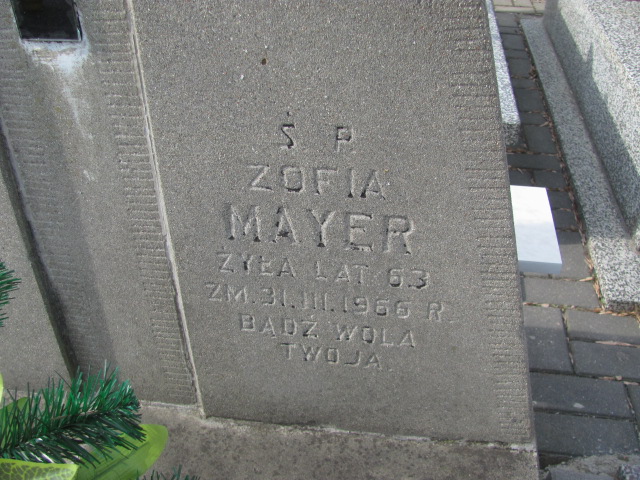 Ś P.
ZOFIA
MAYER
ŻYŁA LAT 63
ZM. 31.III.1966 R.
BĄDŹ WOLA
TWOJA.